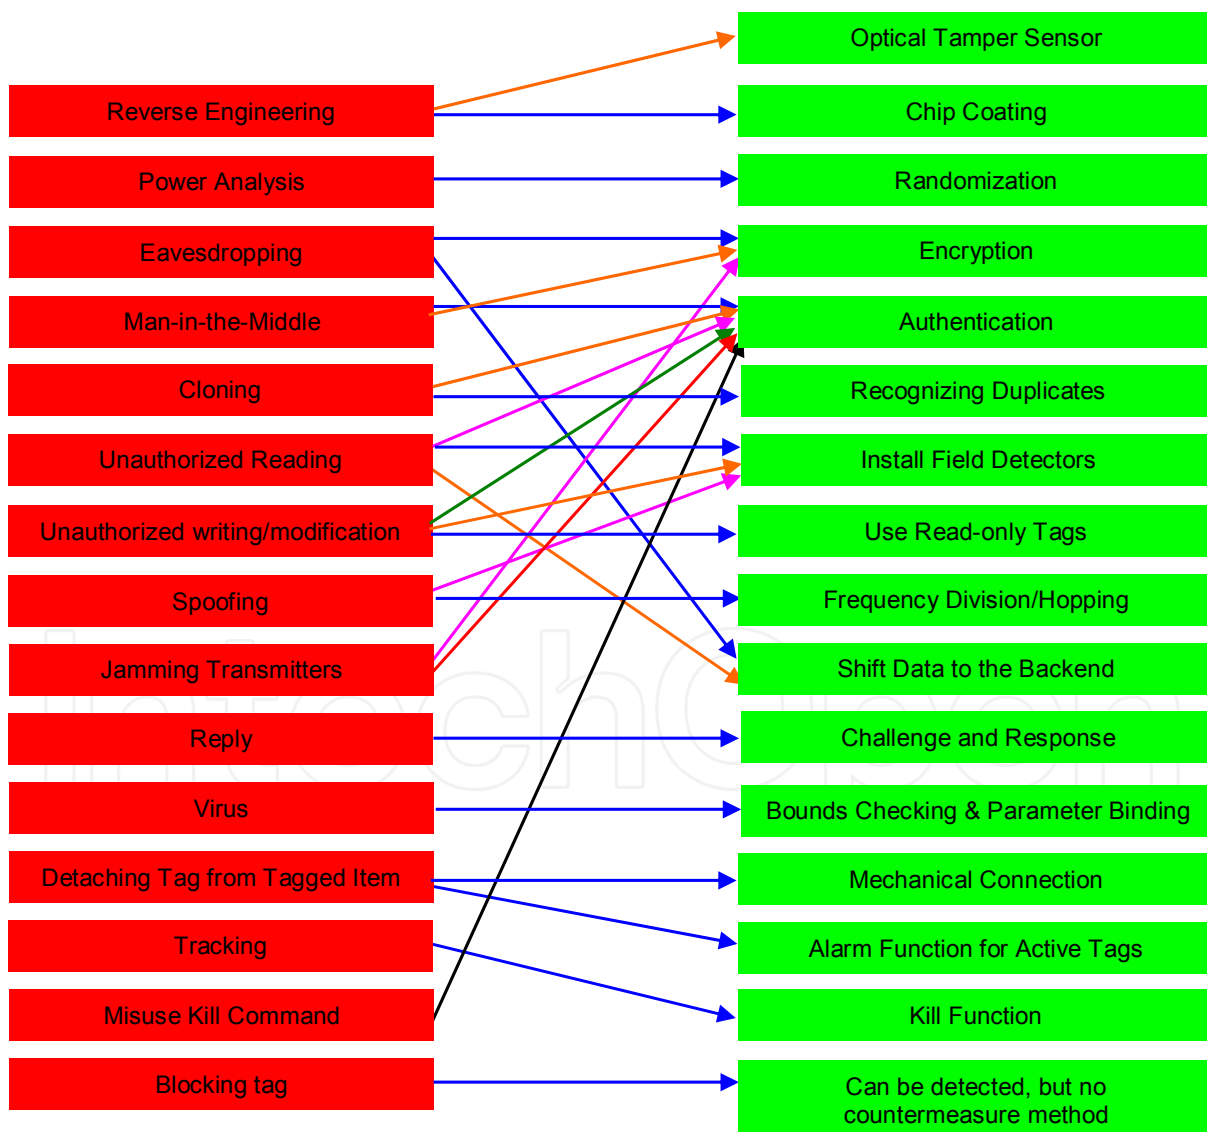 Optical Tamper Sensor
Reverse Engineering
Chip Coating
Power Analysis
Randomization
Eavesdropping
Encryption
Man-in-the-Middle
Authentication
Cloning
Recognizing Duplicates
Unauthorized Reading
Install Field Detectors
Unauthorized writing/modification
Use Read-only Tags
Spoofing
Frequency Division/Hopping
Jamming Transmitters
Shift Data to the Backend
Reply
Challenge and Response
Virus
Bounds Checking & Parameter Binding
Detaching Tag from Tagged Item
Mechanical Connection
Tracking
Alarm Function for Active Tags
Misuse Kill Command
Kill Function
Blocking tag
Can be detected, but no
countermeasure method
IntechOpen